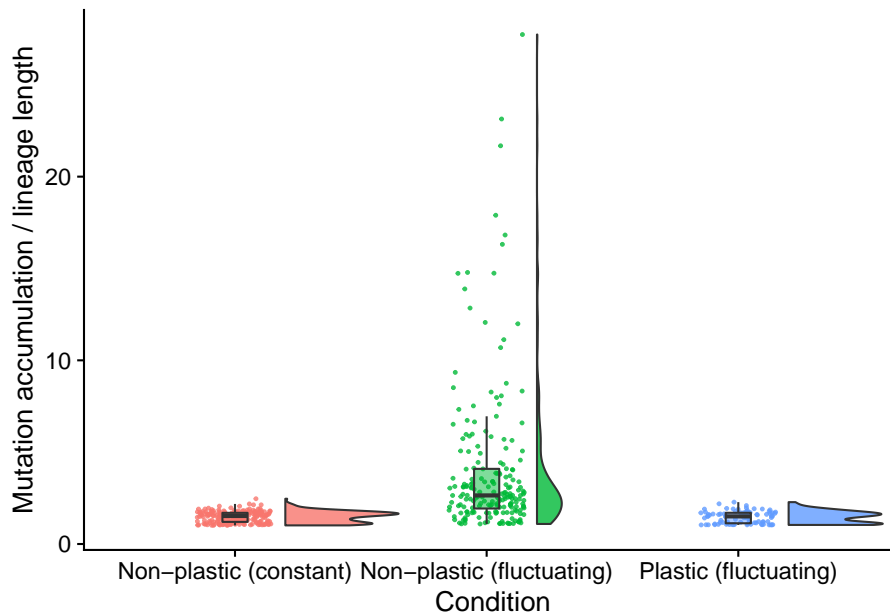 Mutation accumulation / lineage length
20
10
0
Non−plastic (constant) Non−plastic (fluctuating) Plastic (fluctuating)
Condition